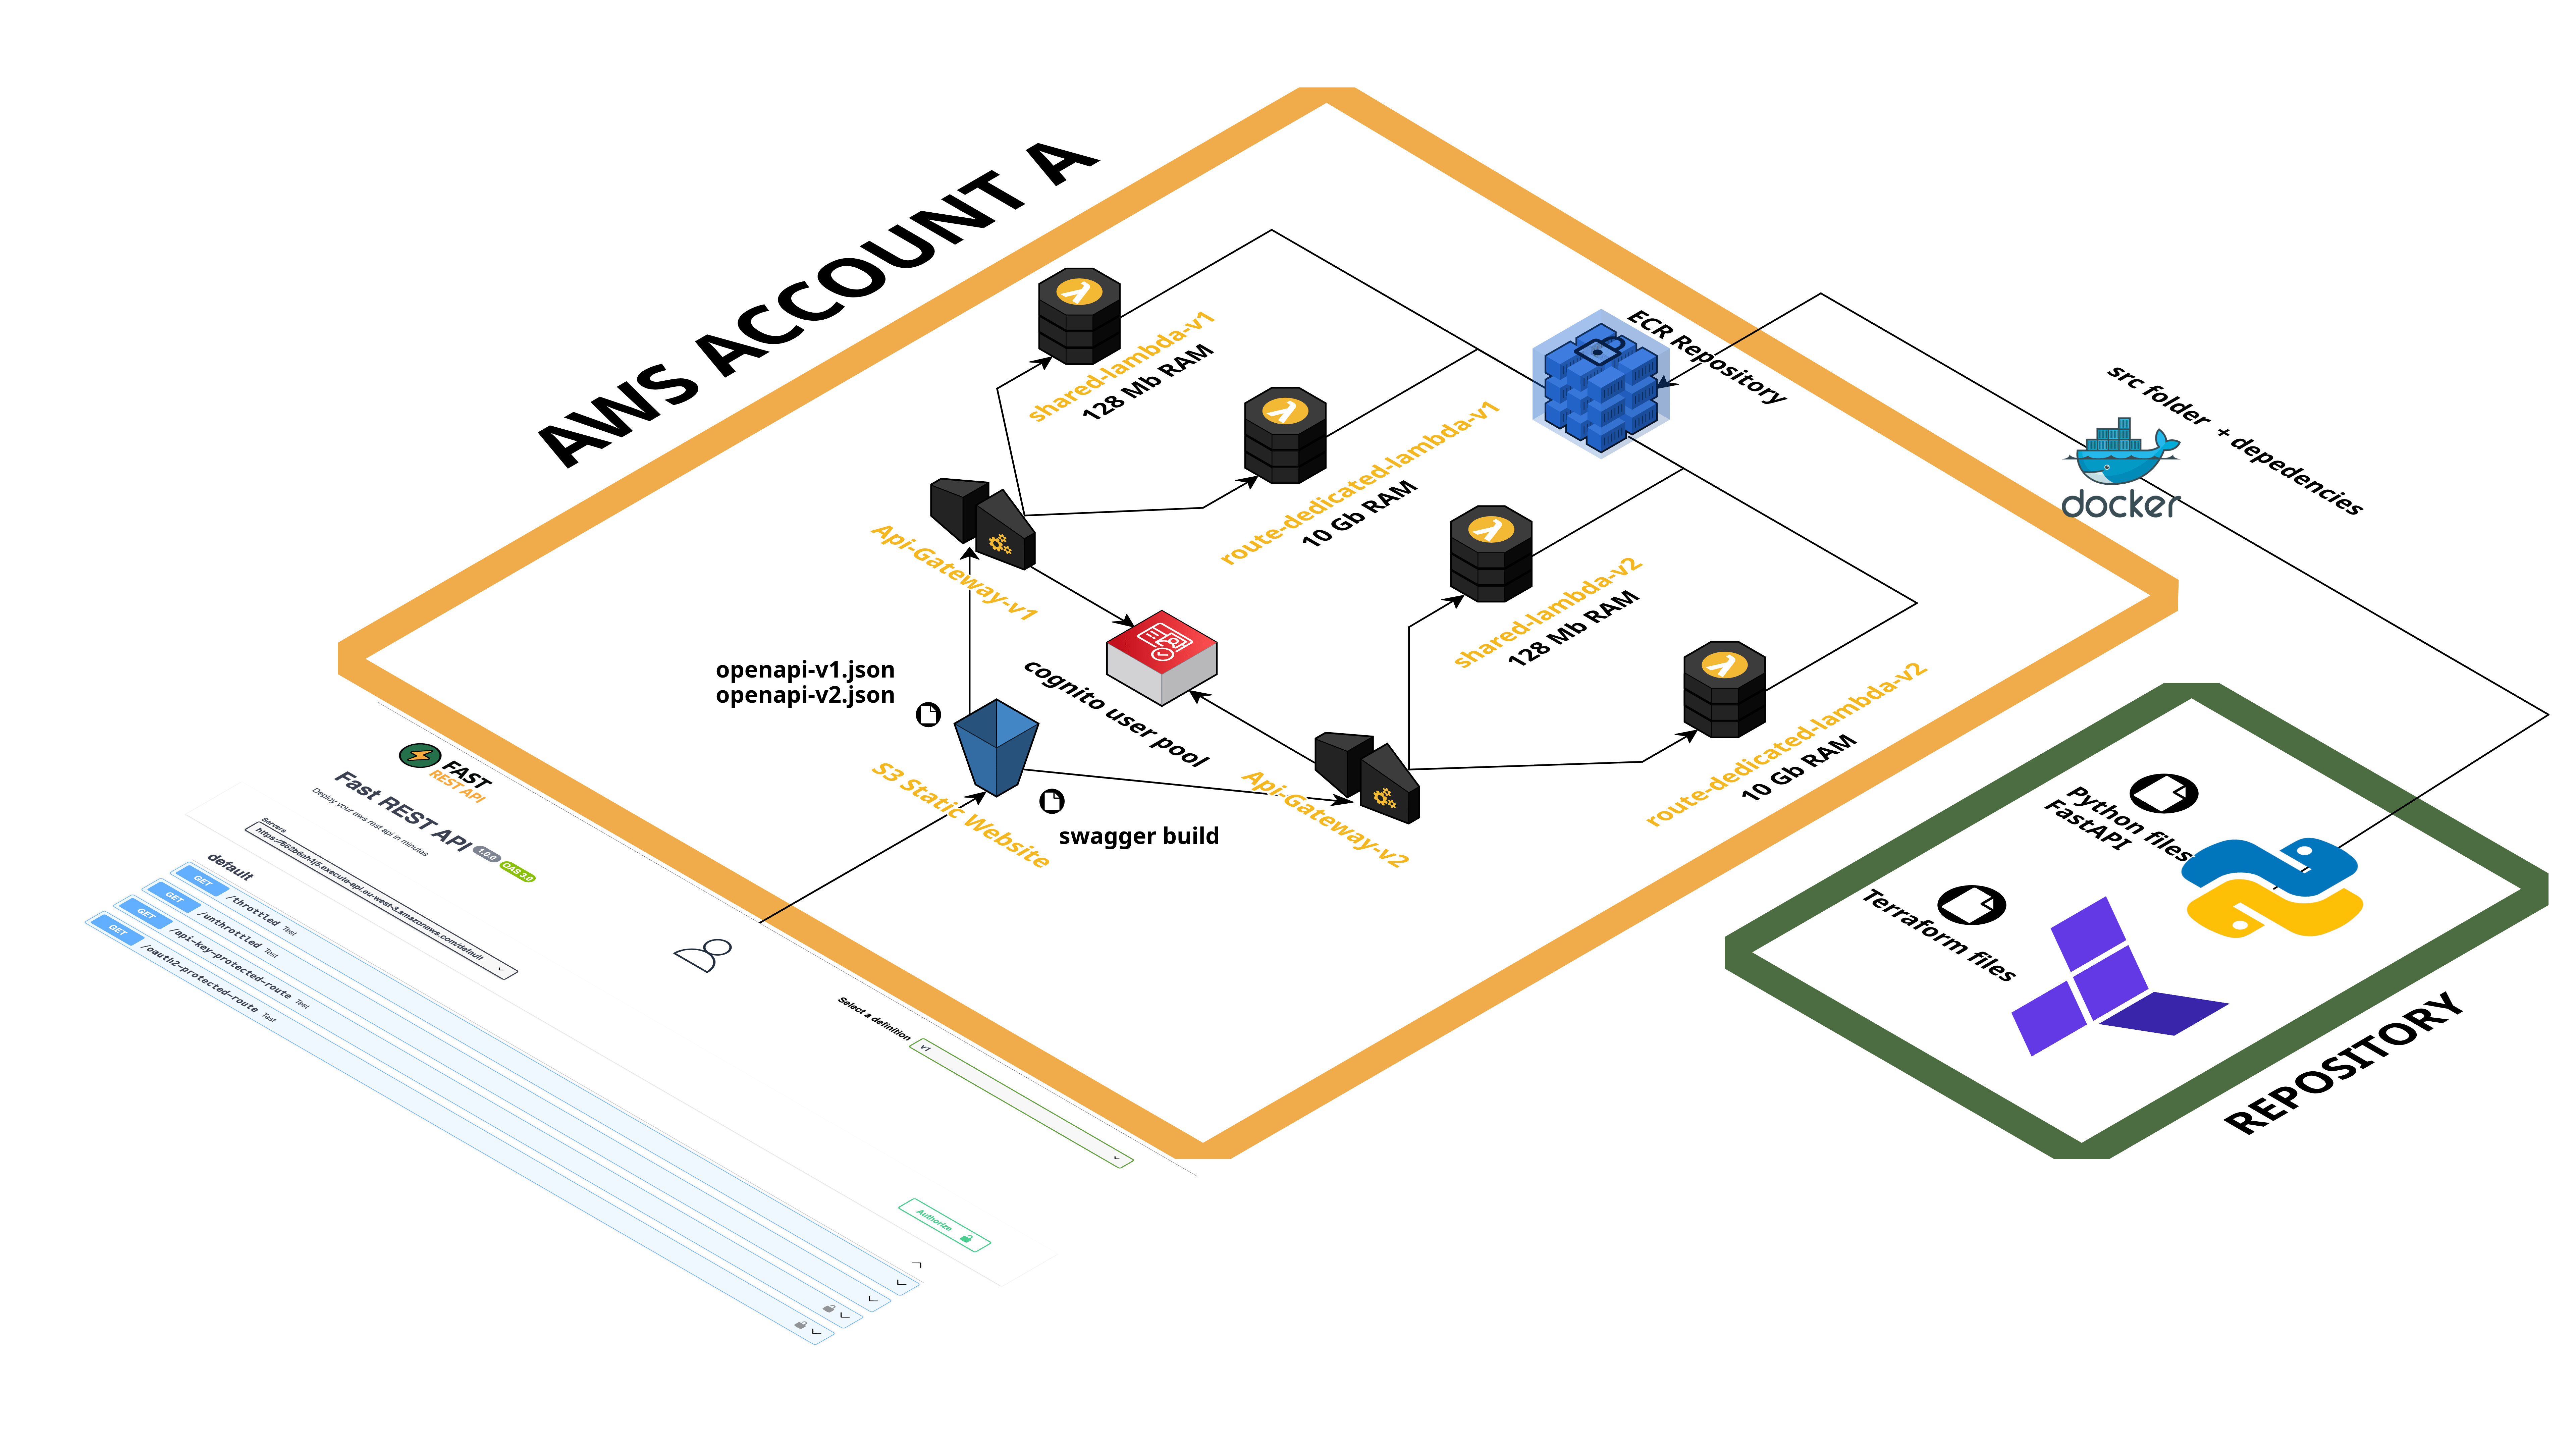 AWS ACCOUNT A
shared-lambda-v1
128 Mb RAM
ECR Repository
route-dedicated-lambda-v1
10 Gb RAM
src folder + depedencies
docker
Api-Gateway-v1
shared-lambda-v2
128 Mb RAM
openapi-v1.json
openapi-v2.json
cognito user pool
route-dedicated-lambda-v2
10 Gb RAM
S3 Static Website
swagger build
Api-Gateway-v2
Python files
FastAPI
Terraform files
REPOSITORY
FAST
REST API
Fast REST API 1.0.0 OAS 3.0
Deploy your aws rest api in minutes
Servers
https://662b6ah4j5.execute-api.eu-west-3.amazonaws.com/default
Select a definition v1
Authorize
default
GET /throttled Test
GET /unthrottled Test
GET /api-key-protected-route Test
GET /oauth2-protected-route Test